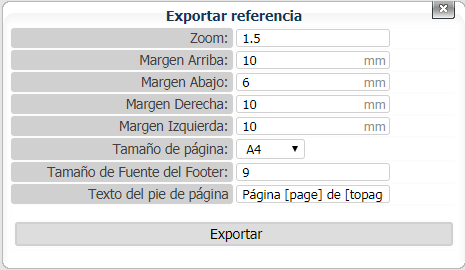 Exportar referencia
Zoom: 1.5
Margen Arriba: 10 mm
Margen Abajo: 6 mm
Margen Derecha: 10 mm
Margen Izquierda: 10 mm
Tamaño de página: A4
Tamaño de Fuente del Footer: 9
Texto del pie de página Página [page] de [topag
Exportar